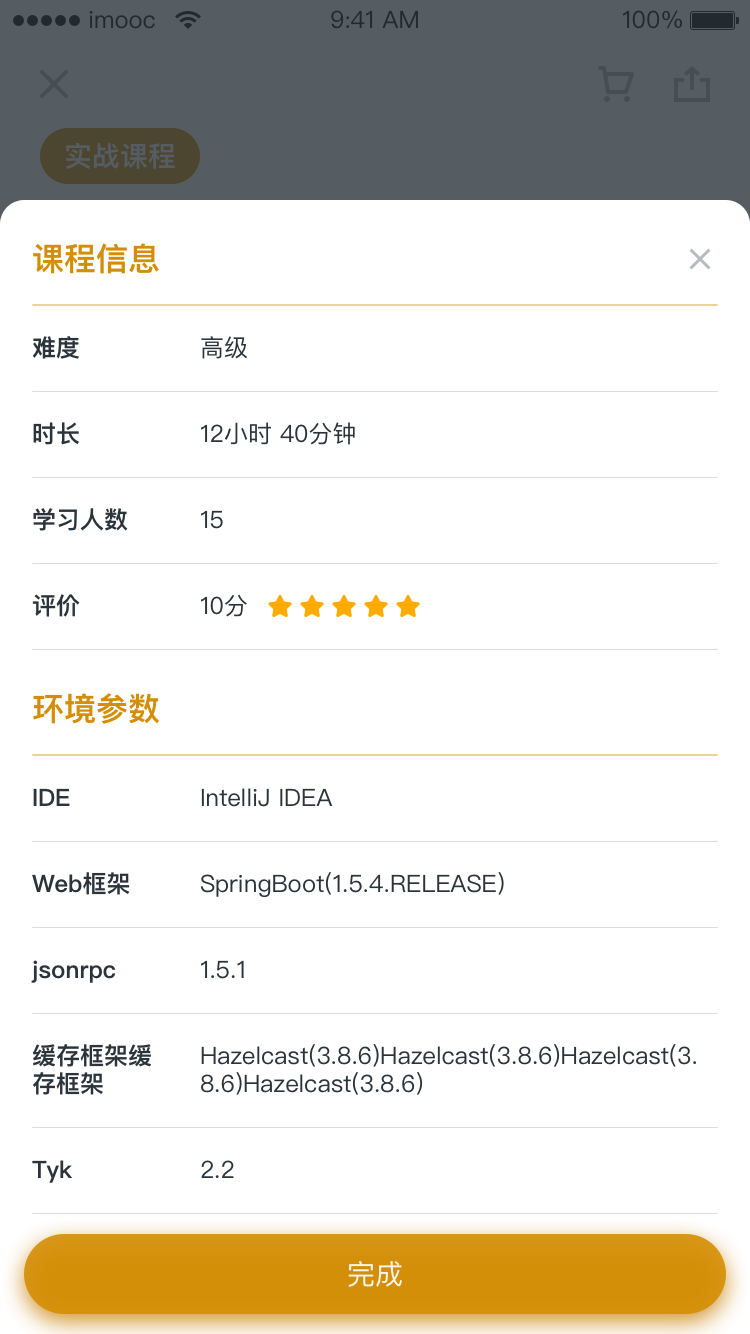 imooc 9:41 AM 100%
实战课程
课程信息
难度 高级
时长 12小时 40分钟
学习人数 15
评价 10分
环境参数
IDE IntelliJ IDEA
Web框架 SpringBoot(1.5.4.RELEASE)
jsonrpc 1.5.1
缓存框架缓 Hazelcast(3.8.6)Hazelcast(3.8.6)Hazelcast(3.
存框架 8.6)Hazelcast(3.8.6)
Tyk 2.2
完成